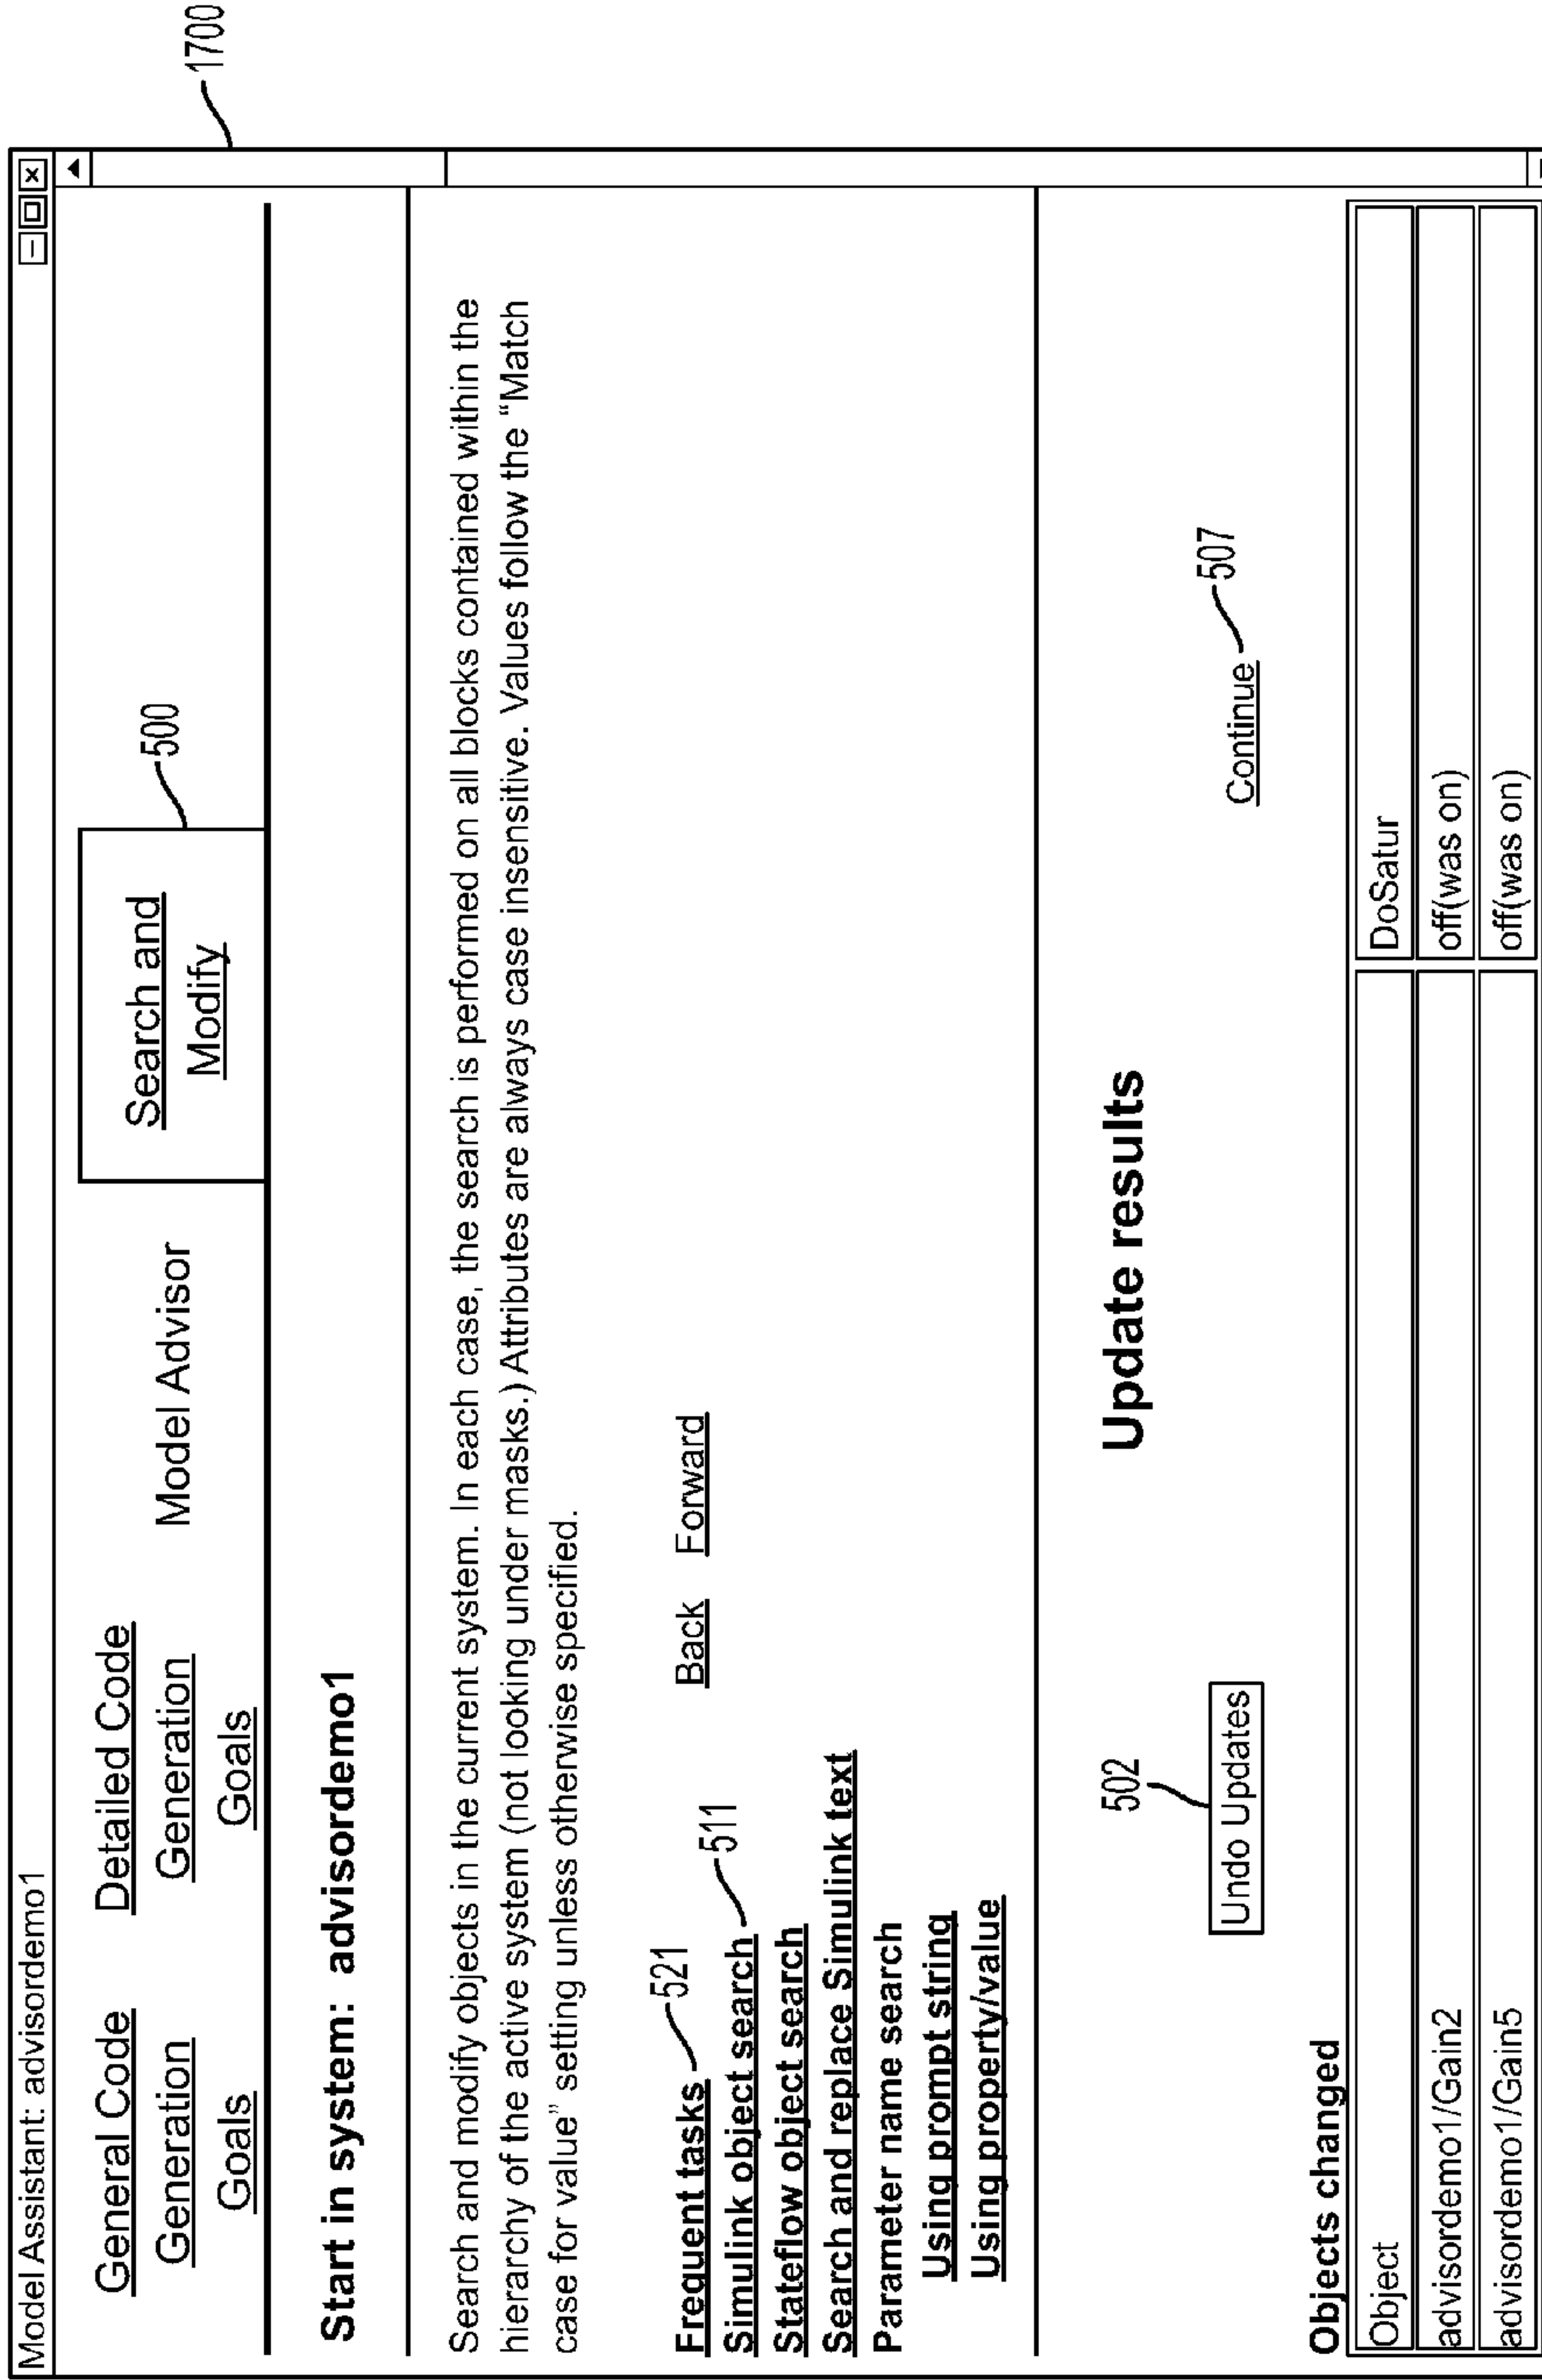 1700
Model Assistant: advisordemo1
General Code
Generation
Goals
Detailed Code
Generation
Goals
Model Advisor
Search and
Modify
500
Start in system: advisordemo1
Search and modify objects in the current system. In each case, the search is performed on all blocks contained within the
hierarchy of the active system (not looking under masks.) Attributes are always case insensitive. Values follow the “Match
case for value” setting unless otherwise specified.
Back Forward
Frequent tasks 521
Simulink object search 511
Stateflow object search
Search and replace Simulink text
Parameter name search
Using prompt string
Using property/value
Update results
502
Undo Updates
Continue 507
Objects changed
Object DoSatur
advisordemo1/Gain2 off(was on)
advisordemo1/Gain5 off(was on)